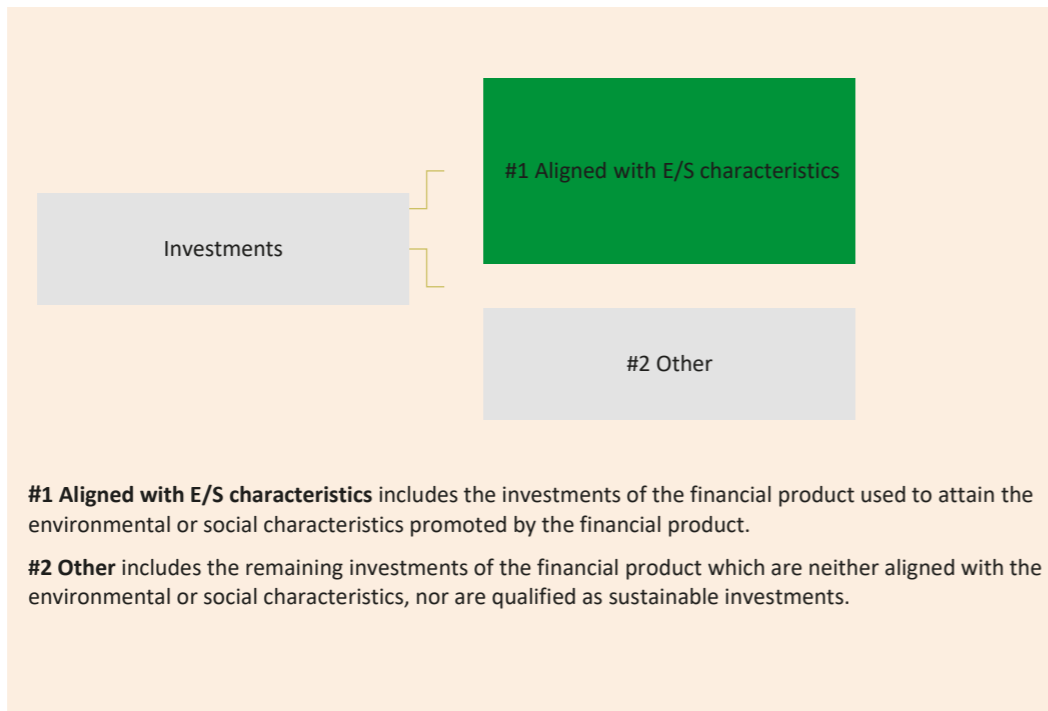 #1 Aligned with E/S characteristics
Investments
#2 Other
#1 Aligned with E/S characteristics includes the investments of the financial product used to attain the
environmental or social characteristics promoted by the financial product.
#2 Other includes the remaining investments of the financial product which are neither aligned with the
environmental or social characteristics, nor are qualified as sustainable investments.